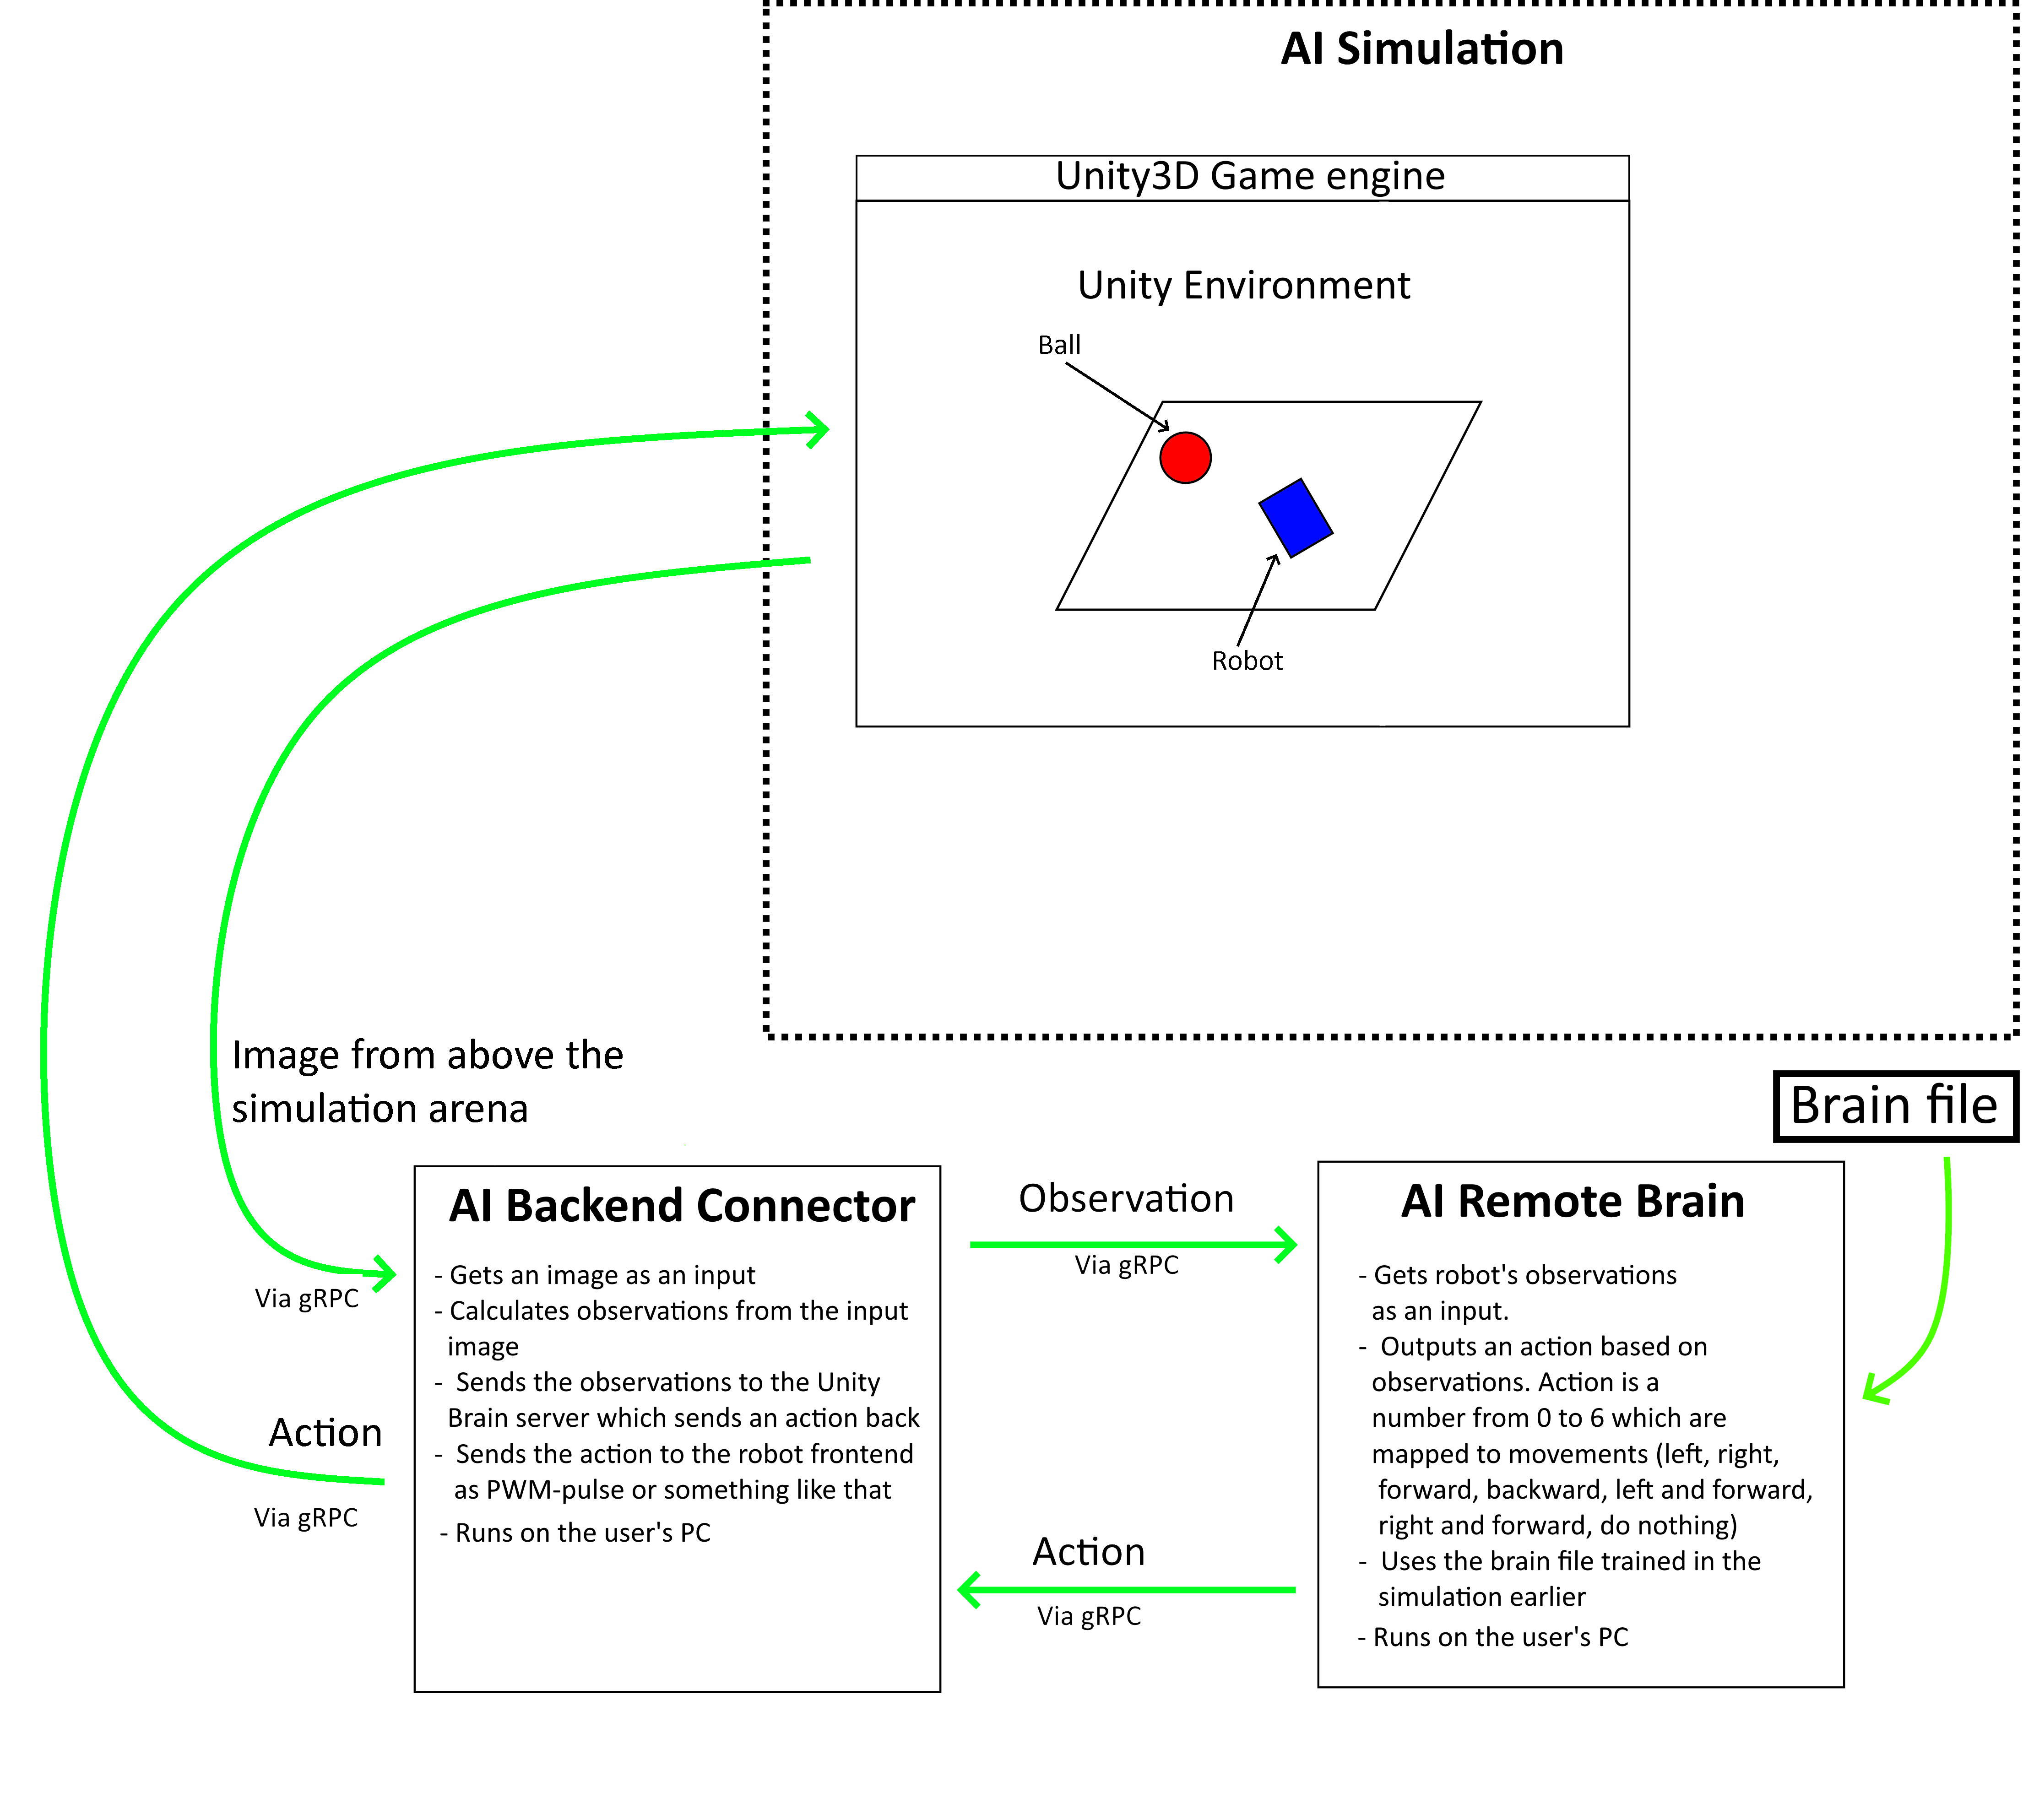 AI Simulation
Unity3D Game engine
Unity Environment
Ball
Robot
Image from above the
simulation arena
Brain file
Via gRPC
Action
Via gRPC
AI Backend Connector
- Gets an image as an input
- Calculates observations from the input
image
- Sends the observations to the Unity
Brain server which sends an action back
- Sends the action to the robot frontend
as PWM-pulse or something like that
- Runs on the user's PC
Observation
Via gRPC
Action
Via gRPC
AI Remote Brain
- Gets robot's observations
as an input.
- Outputs an action based on
observations. Action is a
number from 0 to 6 which are
mapped to movements (left, right,
forward, backward, left and forward,
right and forward, do nothing)
- Uses the brain file trained in the
simulation earlier
- Runs on the user's PC